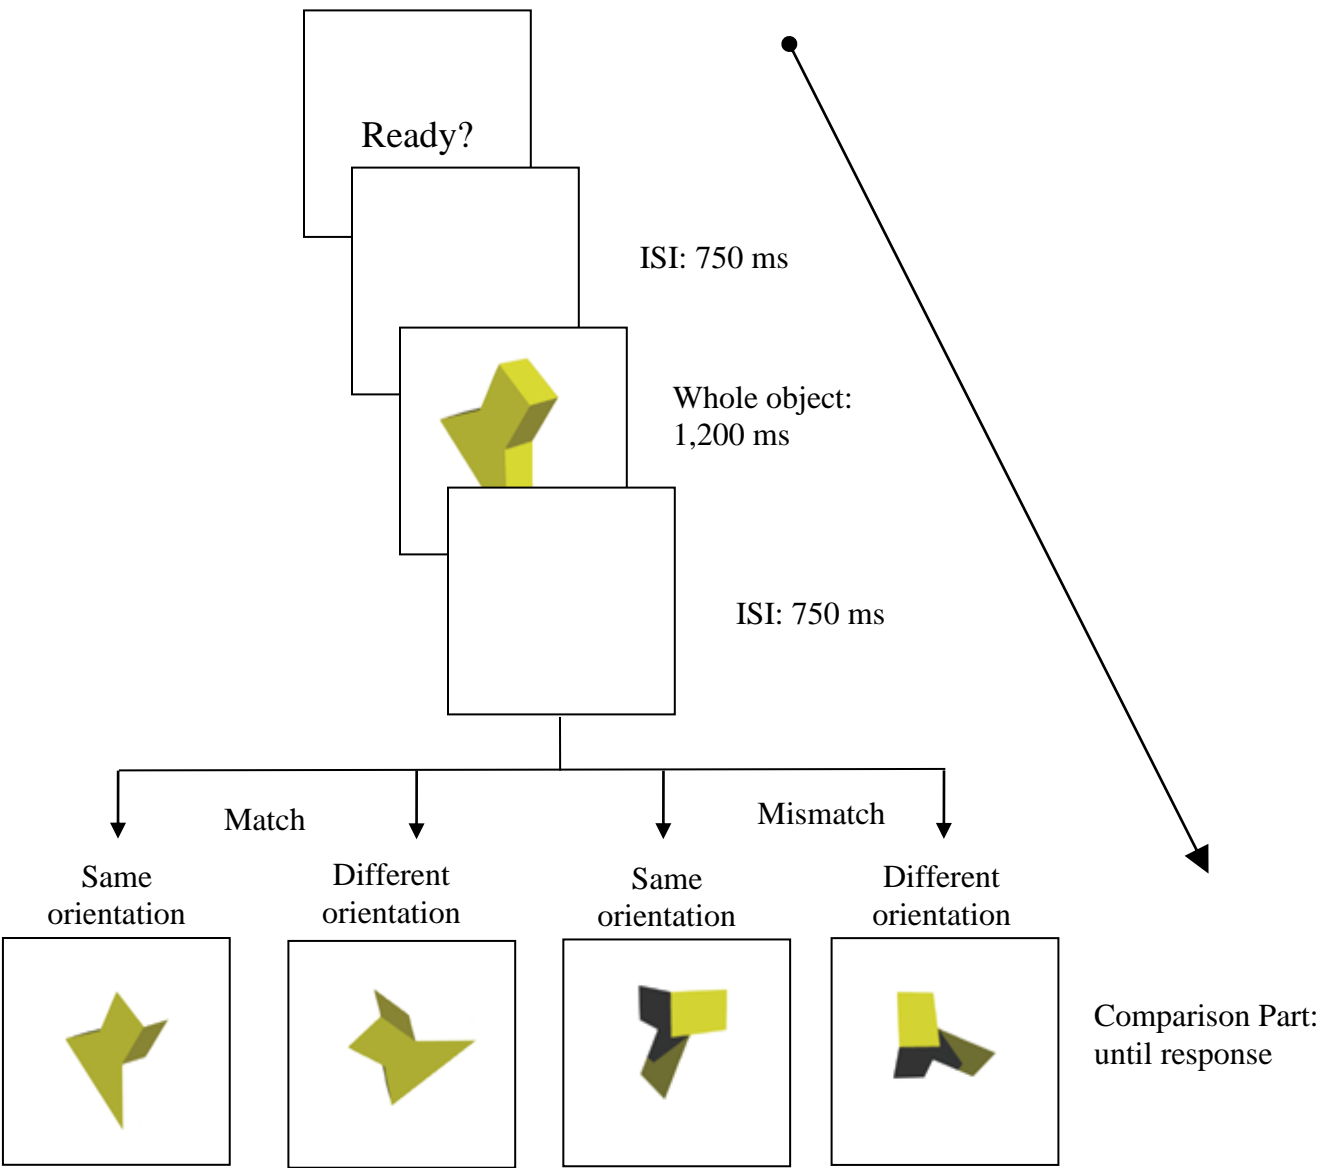 Ready?
ISI: 750 ms
Whole object:
1,200 ms
ISI: 750 ms
Match
Mismatch
Same
orientation
Different
orientation
Same
orientation
Different
orientation
Comparison Part:
until response